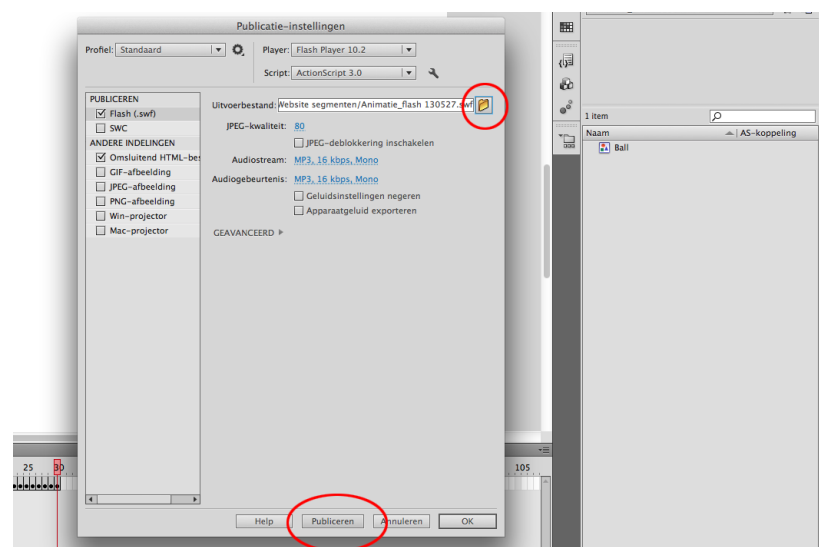 Publicatie-instellingen
Profiel: Standaard
Player: Flash Player 10.2
Script: ActionScript 3.0
PUBLICEREN
Flash (.swf)
SWC
ANDERE INDELINGEN
Omsluitend HTML-bes
GIF-afbeelding
JPEG-afbeelding
PNG-afbeelding
Win-projector
Mac-projector
Uitvoerbestand: Website segmenten/Animatie_flash 130527.swf
JPEG-kwaliteit: 80
JPEG-deblokkering inschakelen
Audiostream: MP3, 16 kbps, Mono
Audiogebeurtenis: MP3, 16 kbps, Mono
Geluidsinstellingen negeren
Apparaatgeluid exporteren
GEAVANCEERD
Help Publiceren Annuleren OK
1 item
Naam AS-koppeling
Ball
25 30 105